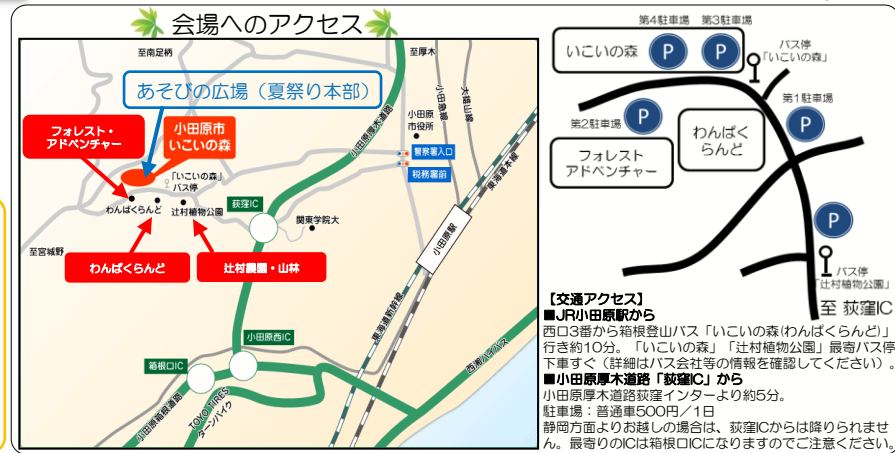 会場へのアクセス
至南足柄
至厚木
あそびの広場（夏祭り本部）
小田急線
大雄山線
小田原
市役所
小田原厚木道路
フォレスト・
アドベンチャー
小田原市
いこいの森
警察署入口
税務署前
東海道本線
「いこいの森」
バス停
わんぱくらんど
辻村植物公園
荻窪IC
関東学院大
小田原駅
至宮城野
わんぱくらんど
辻村農園・山林
東海道新幹線
小田原西IC
箱根口IC
西湘バイパス
小田原箱根道路
TOYO TIRES
ターンパイク
第4駐車場
第3駐車場
いこいの森
P
P
バス停
「いこいの森」
第1駐車場
P
第2駐車場
P
わんぱく
らんど
フォレスト
アドベンチャー
P
バス停
「辻村植物公園」
至 荻窪IC
【交通アクセス】
■JR小田原駅から
西口3番から箱根登山バス「いこいの森(わんぱくらんど)」
行き約10分。「いこいの森」「辻村植物公園」最寄バス停
下車すぐ（詳細はバス会社等の情報を確認してください）。
■小田原厚木道路「荻窪IC」から
小田原厚木道路荻窪インターより約5分。
駐車場：普通車500円／1日
静岡方面よりお越しの場合は、荻窪ICからは降りられませ
ん。最寄りのICは箱根口ICになりますのでご注意ください。